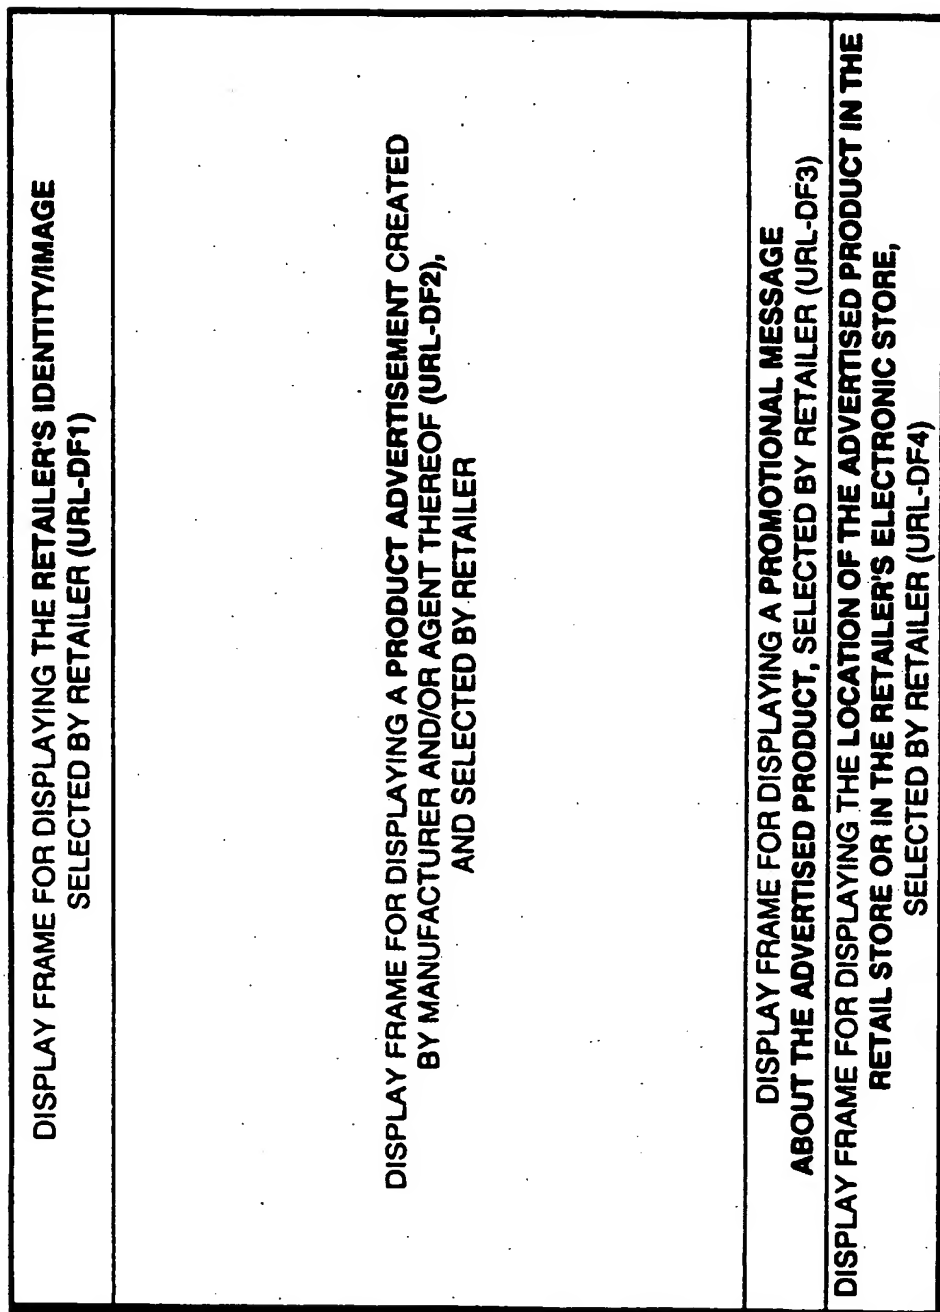 DISPLAY FRAME FOR DISPLAYING THE RETAILER'S IDENTITY/IMAGE
SELECTED BY RETAILER (URL-DF1)
DISPLAY FRAME FOR DISPLAYING A PRODUCT ADVERTISEMENT CREATED
BY MANUFACTURER AND/OR AGENT THEREOF (URL-DF2),
AND SELECTED BY RETAILER
DISPLAY FRAME FOR DISPLAYING A PROMOTIONAL MESSAGE
ABOUT THE ADVERTISED PRODUCT, SELECTED BY RETAILER (URL-DF3)
DISPLAY FRAME FOR DISPLAYING THE LOCATION OF THE ADVERTISED PRODUCT IN THE
RETAIL STORE OR IN THE RETAILER'S ELECTRONIC STORE,
SELECTED BY RETAILER (URL-DF4)